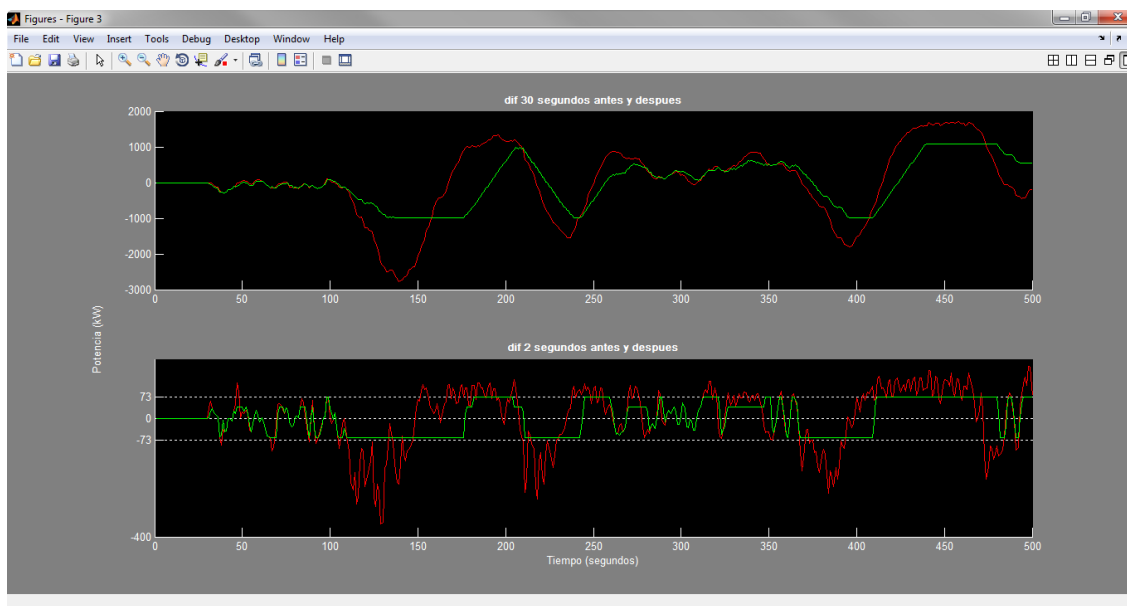 Figures - Figure 3
File Edit View Insert Tools Debug Desktop Window Help
dif 30 segundos antes y despues
2000
1000
0
-1000
-2000
-3000
0 50 100 150 200 250 300 350 400 450 500
Potencia (kW)
dif 2 segundos antes y despues
73
0
-73
-400
0 50 100 150 200 250 300 350 400 450 500
Tiempo (segundos)